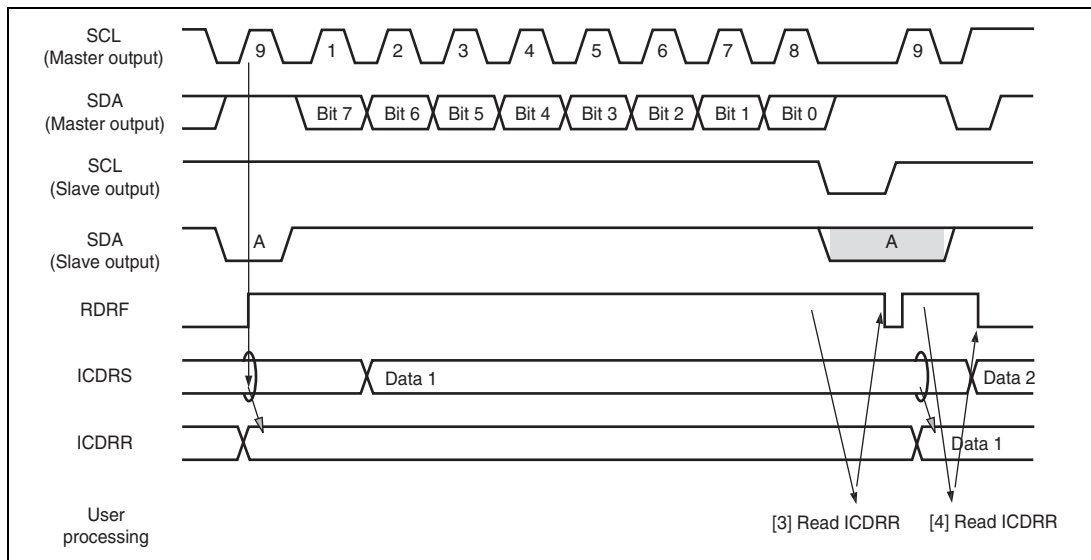 SCL
(Master output)
9 1 2 3 4 5 6 7 8 9
SDA
(Master output)
Bit 7 Bit 6 Bit 5 Bit 4 Bit 3 Bit 2 Bit 1 Bit 0
SCL
(Slave output)
SDA
(Slave output)
A A
RDRF
ICDRS
Data 1 Data 2
ICDRR
Data 1
User
processing
[3] Read ICDRR [4] Read ICDRR